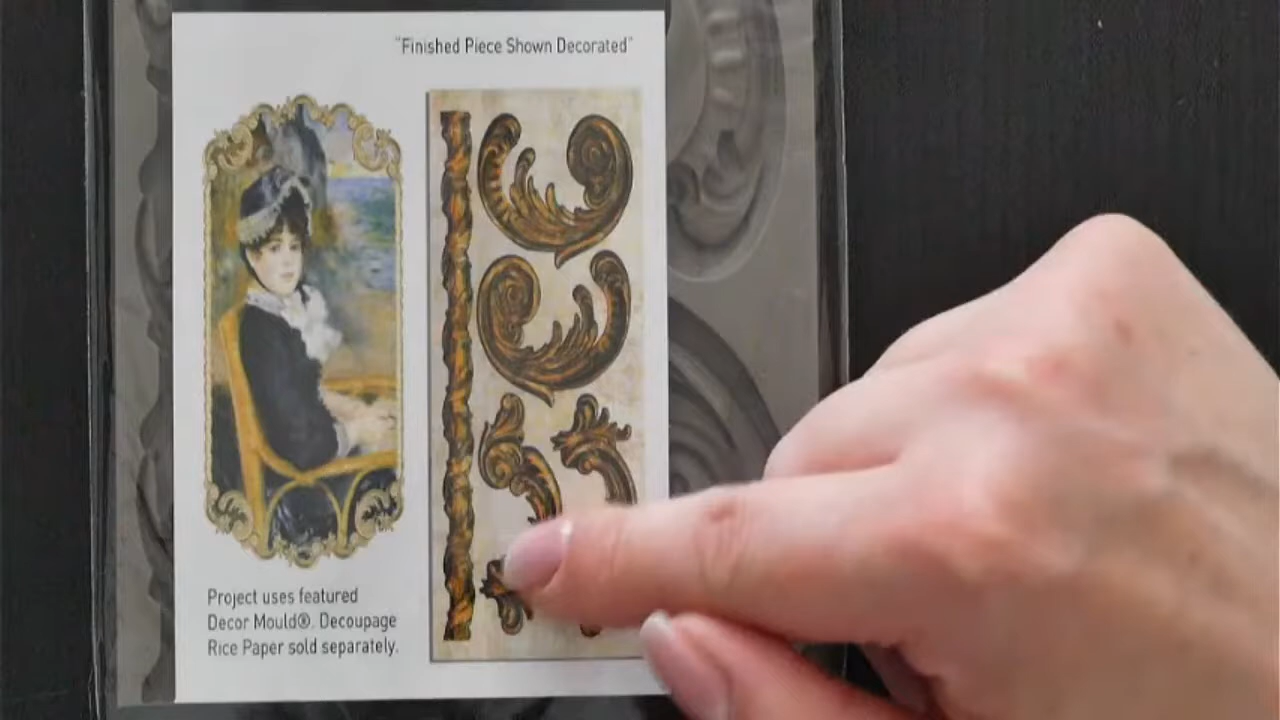 "Finished Piece Shown Decorated"
Project uses featured
Decor Mould®. Decoupage
Rice Paper sold separately.